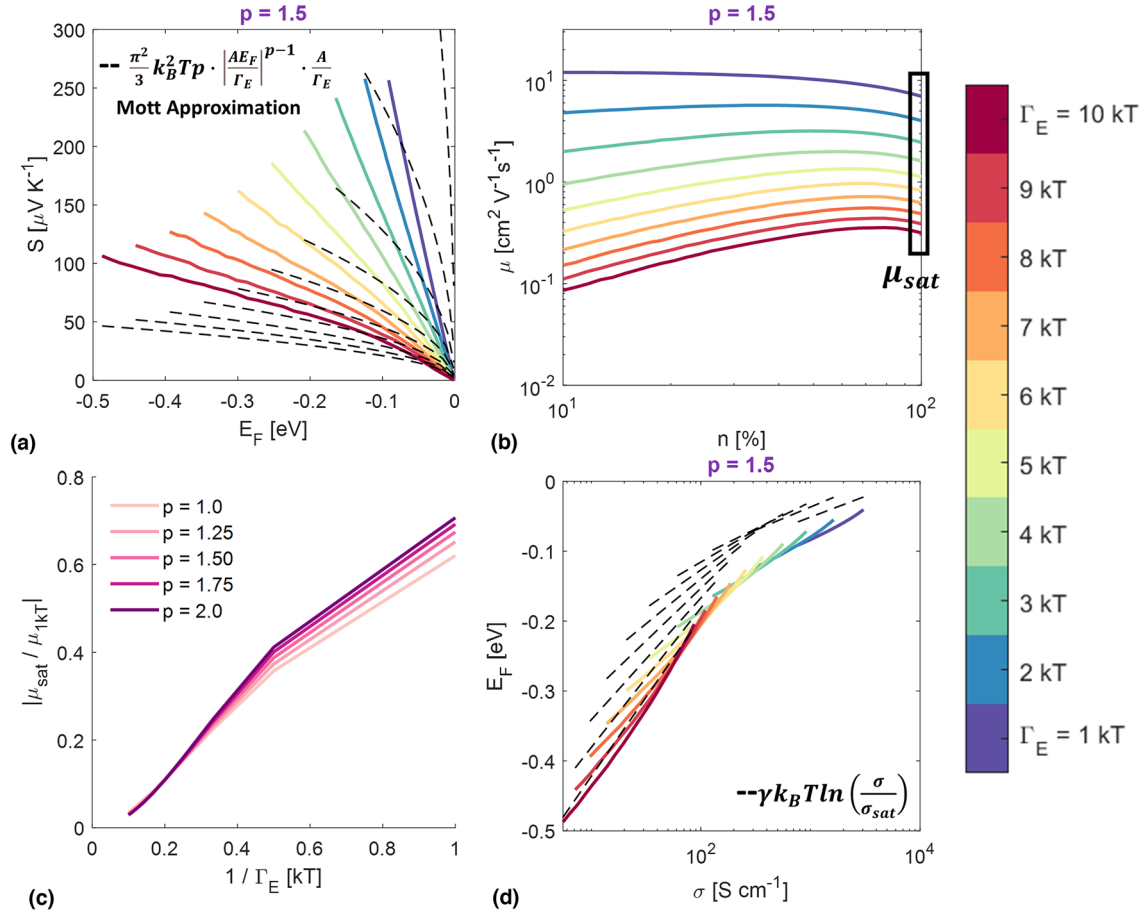 p = 1.5
300
250
200
150
100
50
0
S [μV K⁻¹]
-- π²/3 k_B² Tp · |AE_F/Γ_E|^(p−1) · A/Γ_E
Mott Approximation
-0.5 -0.4 -0.3 -0.2 -0.1 0
E_F [eV]
(a)
p = 1.5
10¹
10⁰
10⁻¹
10⁻²
μ [cm² V⁻¹s⁻¹]
μ_sat
10¹ 10²
n [%]
(b)
Γ_E = 10 kT
9 kT
8 kT
7 kT
6 kT
5 kT
4 kT
3 kT
2 kT
Γ_E = 1 kT
0.8
0.6
0.4
0.2
0
|μ_sat / μ_1kT|
p = 1.0
p = 1.25
p = 1.50
p = 1.75
p = 2.0
0 0.2 0.4 0.6 0.8 1
1 / Γ_E [kT]
(c)
p = 1.5
0
-0.1
-0.2
-0.3
-0.4
-0.5
E_F [eV]
--γk_B Tln(σ/σ_sat)
10² 10⁴
σ [S cm⁻¹]
(d)